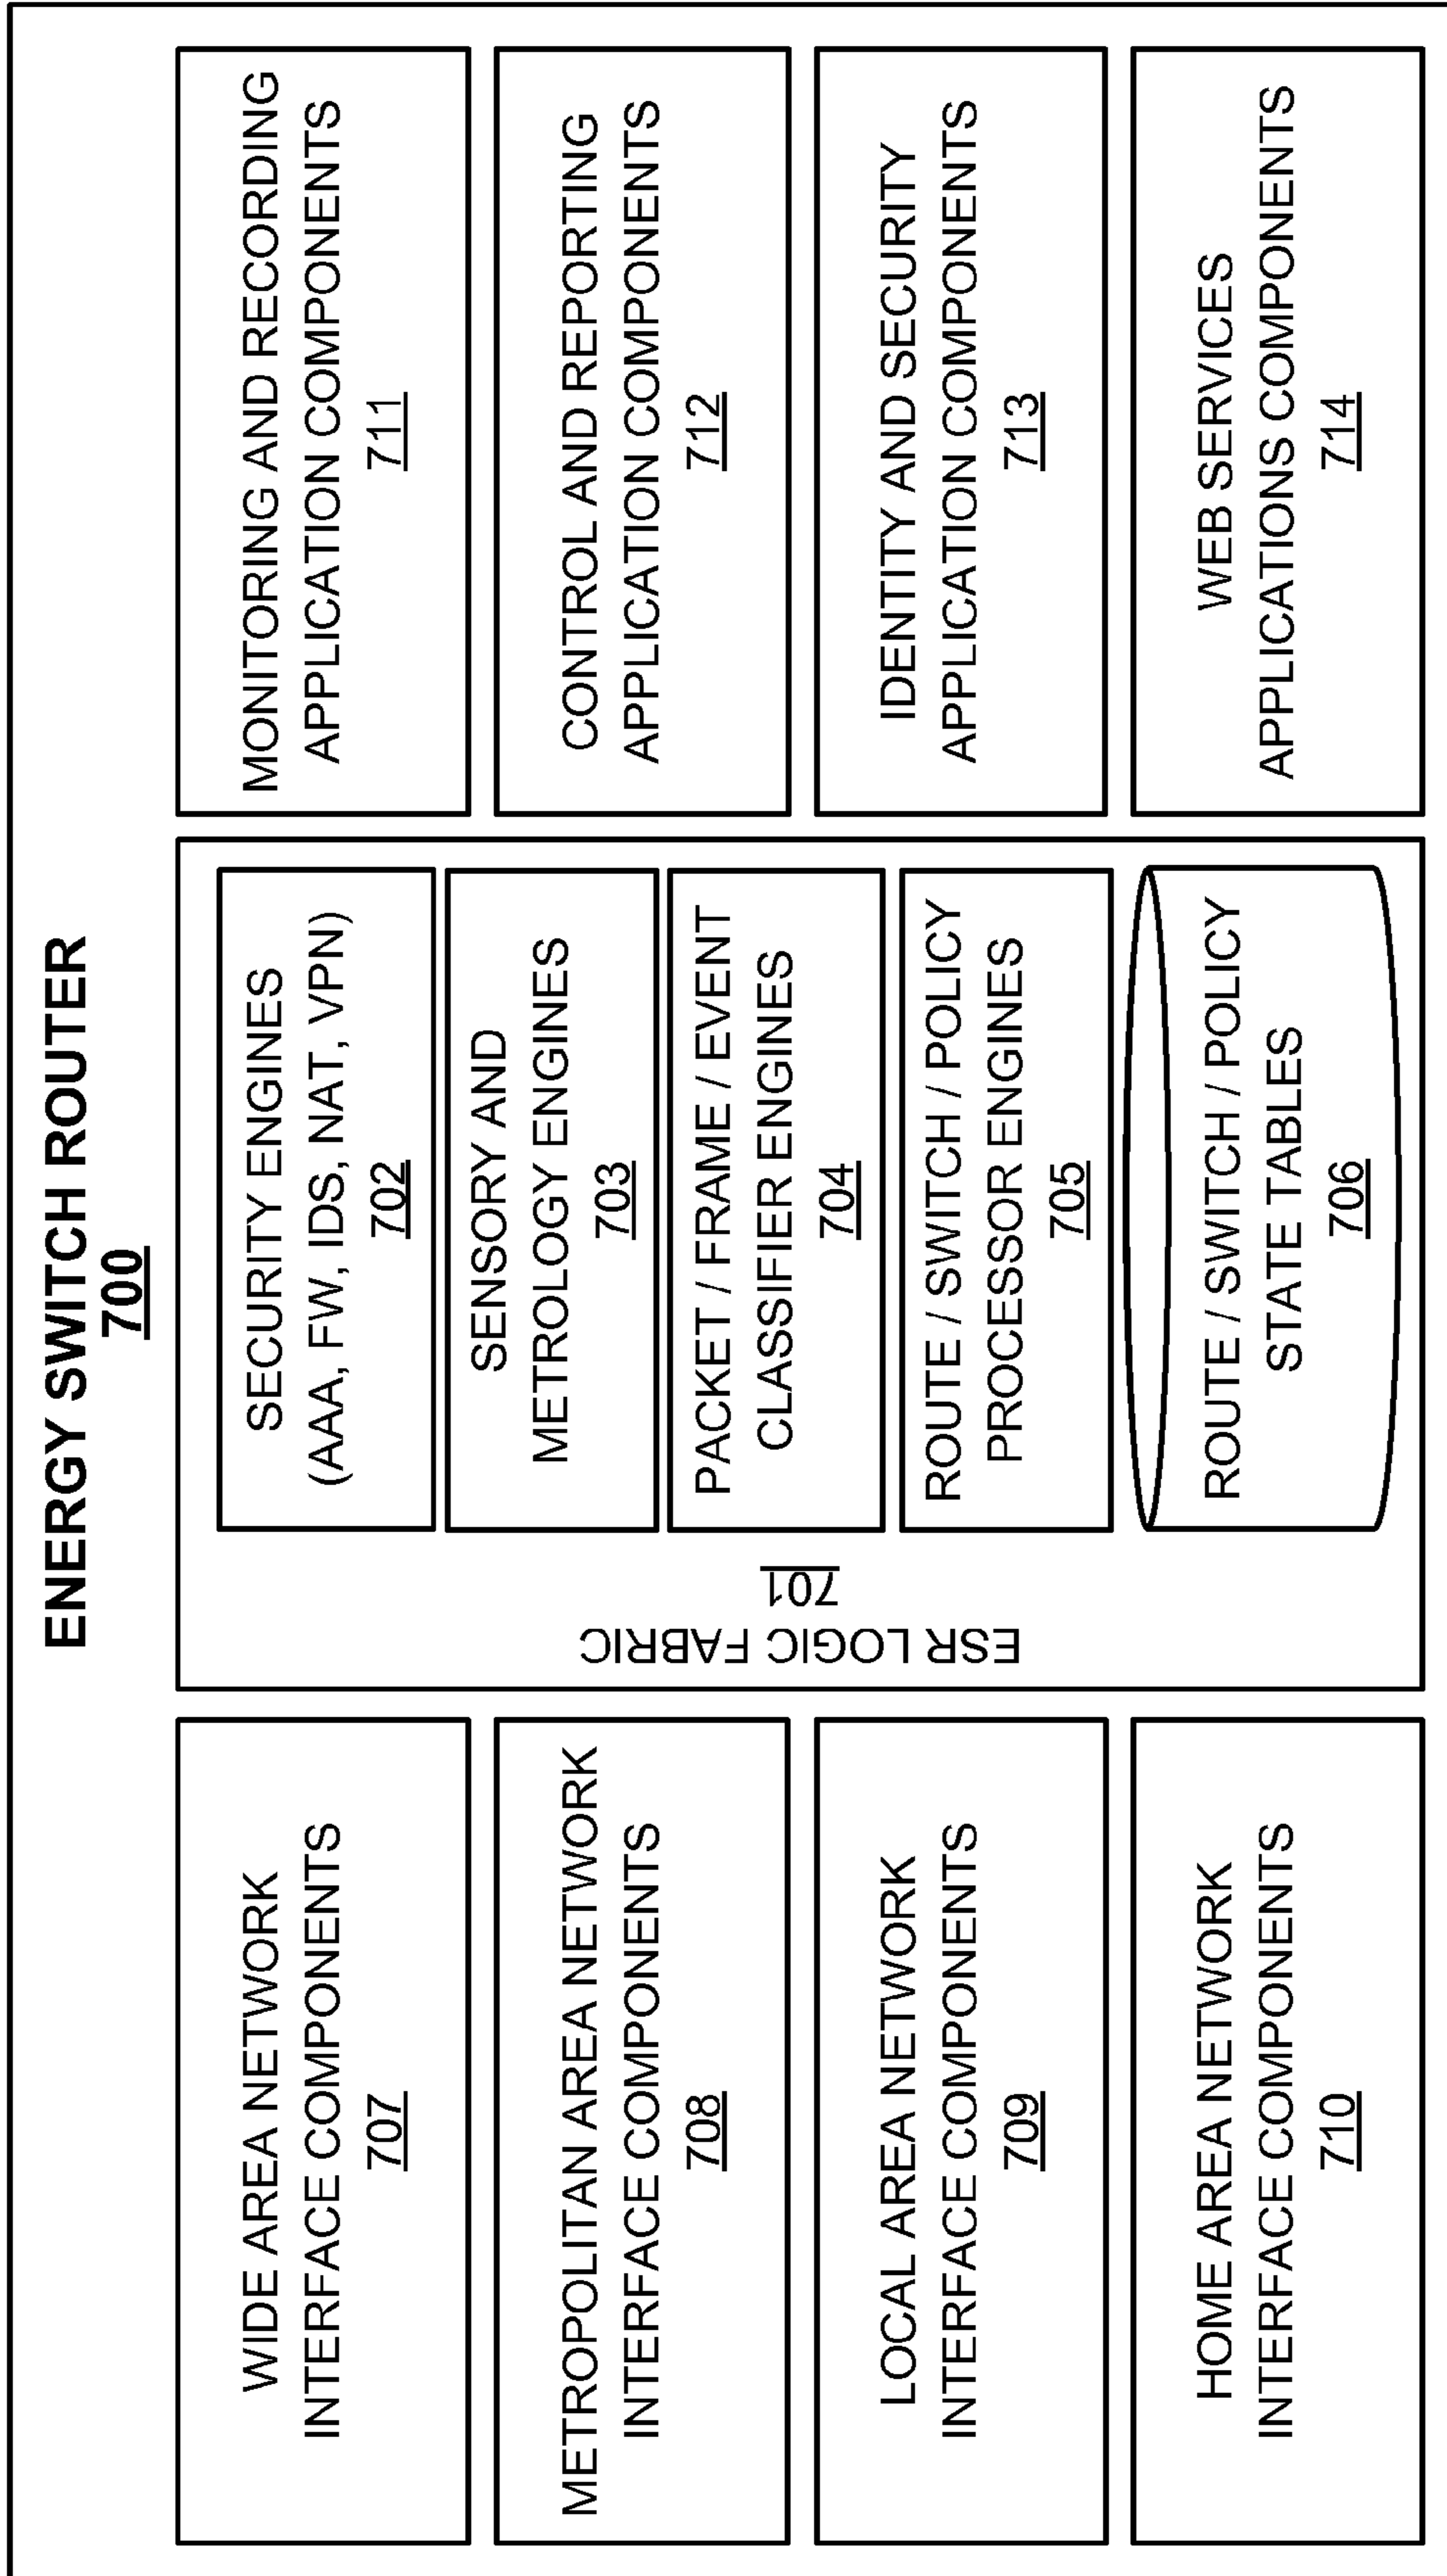 ENERGY SWITCH ROUTER
700
WIDE AREA NETWORK
INTERFACE COMPONENTS
707
METROPOLITAN AREA NETWORK
INTERFACE COMPONENTS
708
LOCAL AREA NETWORK
INTERFACE COMPONENTS
709
HOME AREA NETWORK
INTERFACE COMPONENTS
710
ESR LOGIC FABRIC
701
SECURITY ENGINES
(AAA, FW, IDS, NAT, VPN)
702
SENSORY AND
METROLOGY ENGINES
703
PACKET / FRAME / EVENT
CLASSIFIER ENGINES
704
ROUTE / SWITCH / POLICY
PROCESSOR ENGINES
705
ROUTE / SWITCH / POLICY
STATE TABLES
706
MONITORING AND RECORDING
APPLICATION COMPONENTS
711
CONTROL AND REPORTING
APPLICATION COMPONENTS
712
IDENTITY AND SECURITY
APPLICATION COMPONENTS
713
WEB SERVICES
APPLICATIONS COMPONENTS
714